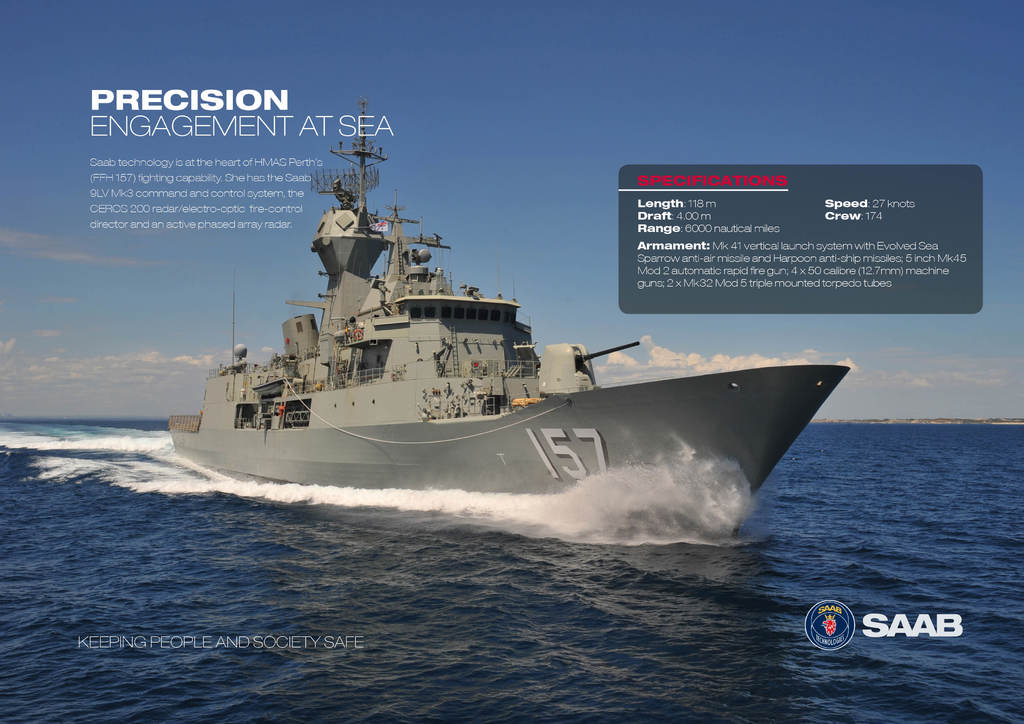 PRECISION
ENGAGEMENT AT SEA
Saab technology is at the heart of HMAS Perth's
(FFH 157) fighting capability. She has the Saab
9LV Mk3 command and control system, the
CEROS 200 radar/electro-optic fire-control
director and an active phased array radar.
SPECIFICATIONS
Length: 118 m
Speed: 27 knots
Draft: 4.00 m
Crew: 174
Range: 6000 nautical miles
Armament: Mk 41 vertical launch system with Evolved Sea
Sparrow anti-air missile and Harpoon anti-ship missiles; 5 inch Mk45
Mod 2 automatic rapid fire gun; 4 x 50 calibre (12.7mm) machine
guns; 2 x Mk32 Mod 5 triple mounted torpedo tubes
157
KEEPING PEOPLE AND SOCIETY SAFE
SAAB
TECHNOLOGIES
SAAB